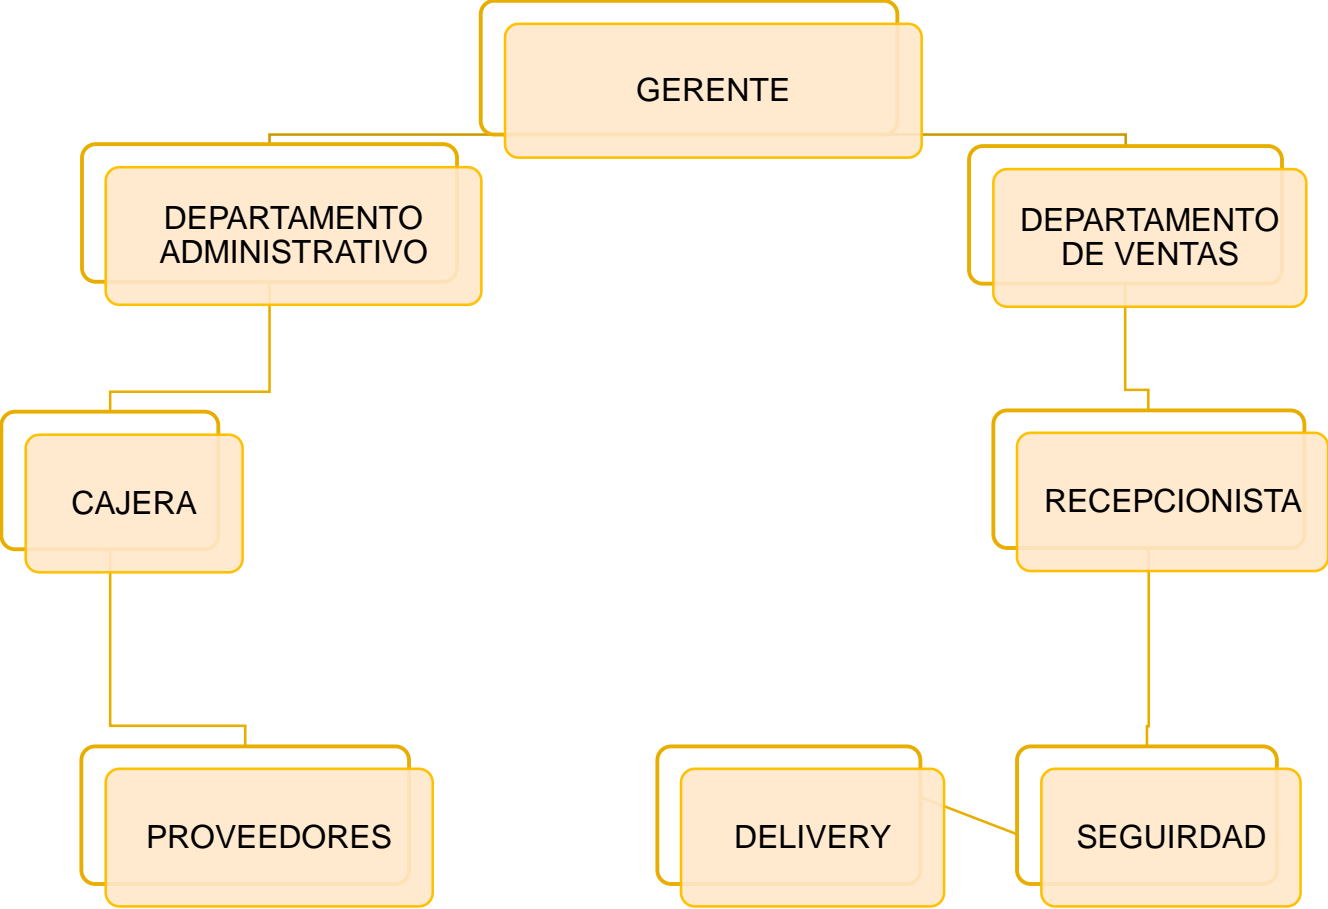 GERENTE
DEPARTAMENTO
ADMINISTRATIVO
DEPARTAMENTO
DE VENTAS
CAJERA
RECEPCIONISTA
PROVEEDORES
DELIVERY
SEGUIRDAD